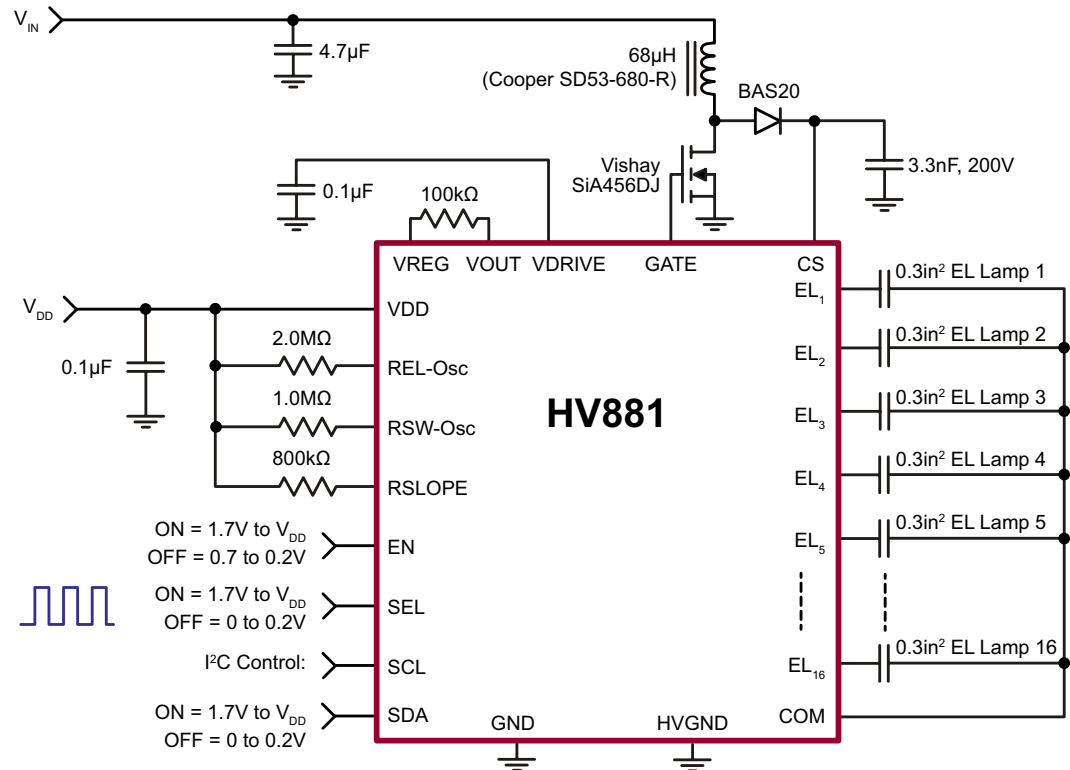 V_IN
4.7µF
68µH
(Cooper SD53-680-R)
BAS20
Vishay
SiA456DJ
3.3nF, 200V
0.1µF
100kΩ
VREG VOUT VDRIVE GATE CS
V_DD
0.1µF
VDD
2.0MΩ
REL-Osc
1.0MΩ
RSW-Osc
800kΩ
RSLOPE
ON = 1.7V to V_DD
OFF = 0.7 to 0.2V
EN
ON = 1.7V to V_DD
OFF = 0 to 0.2V
SEL
I²C Control:
SCL
ON = 1.7V to V_DD
OFF = 0 to 0.2V
SDA
HV881
GND
HVGND
EL₁
0.3in² EL Lamp 1
EL₂
0.3in² EL Lamp 2
EL₃
0.3in² EL Lamp 3
EL₄
0.3in² EL Lamp 4
EL₅
0.3in² EL Lamp 5
EL₁₆
0.3in² EL Lamp 16
COM